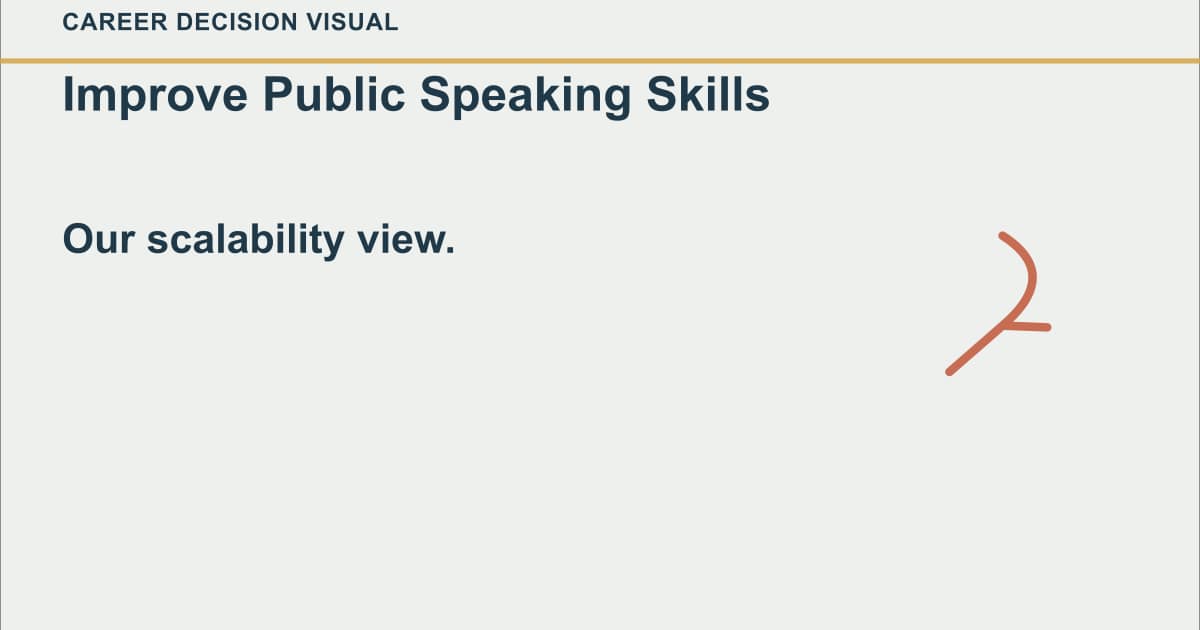 CAREER DECISION VISUAL
Improve Public Speaking Skills
Our scalability view.